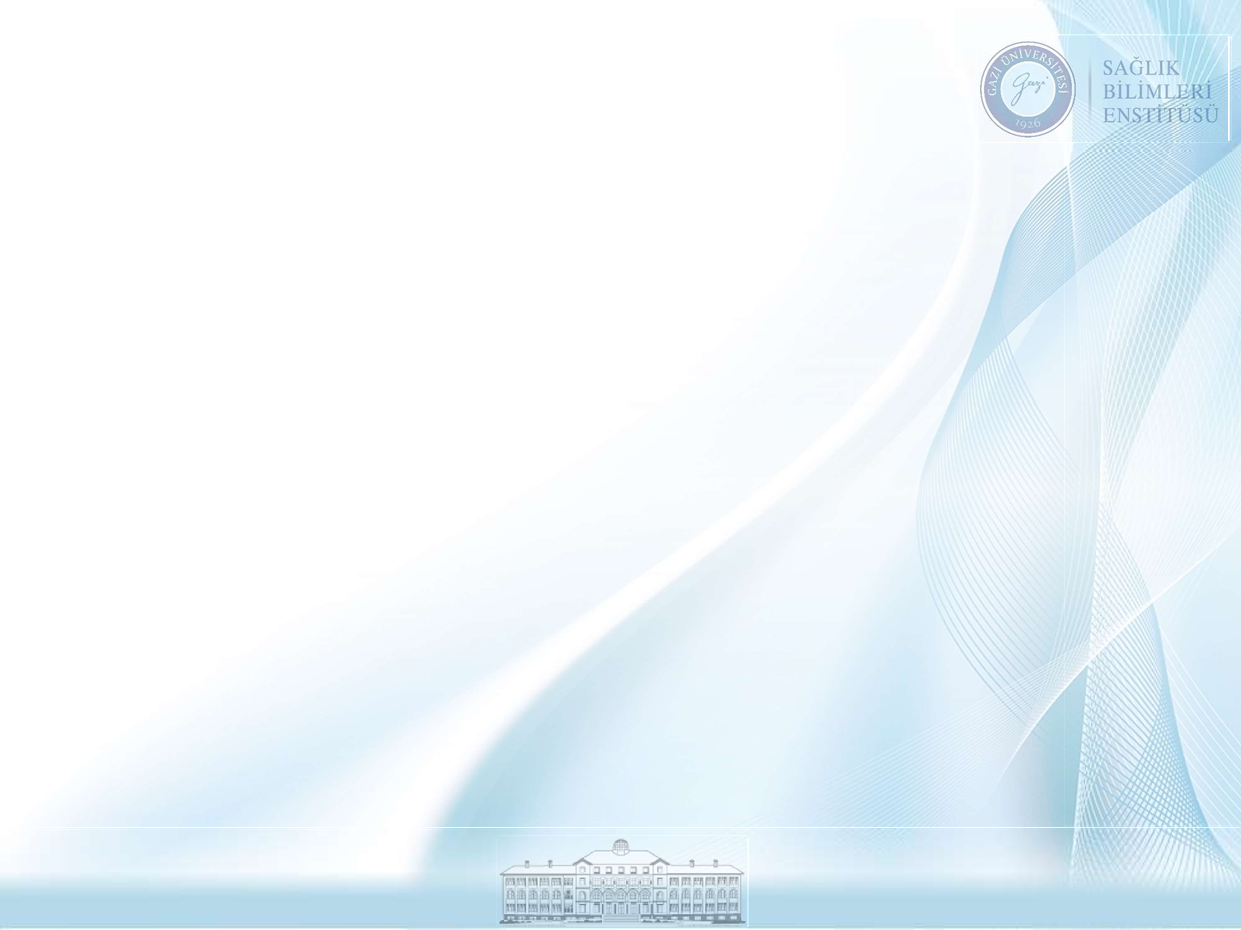 GAZİ ÜNİVERSİTESİ
Gazi
1926
SAĞLIK
BİLİMLERİ
ENSTİTÜSÜ